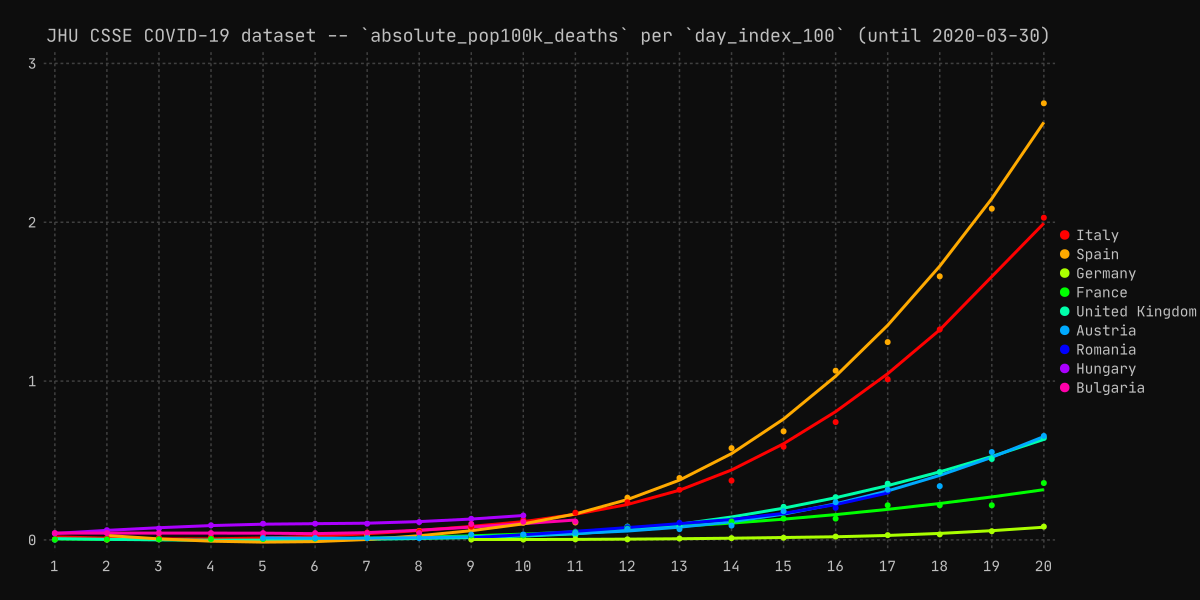 JHU CSSE COVID-19 dataset -- `absolute_pop100k_deaths` per `day_index_100` (until 2020-03-30)
3
2
1
0
1 2 3 4 5 6 7 8 9 10 11 12 13 14 15 16 17 18 19 20
Italy
Spain
Germany
France
United Kingdom
Austria
Romania
Hungary
Bulgaria